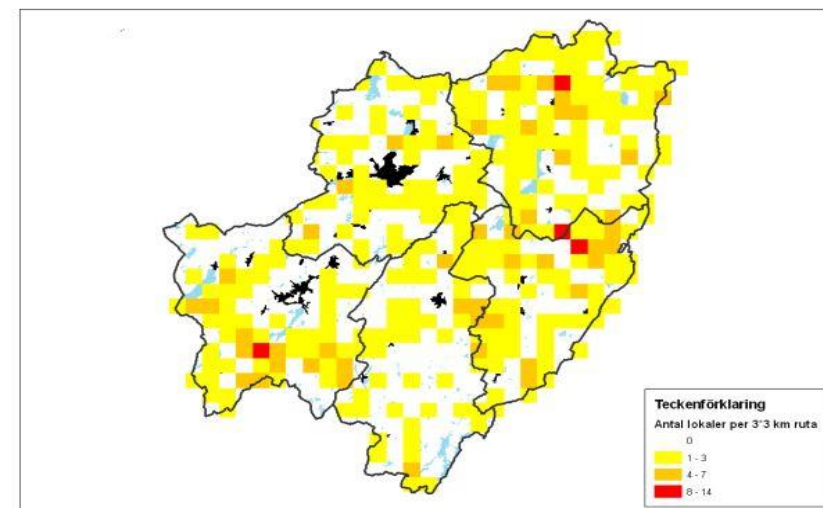 Teckenförklaring
Antal lokaler per 3*3 km ruta
0
1 - 3
4 - 7
8 - 14